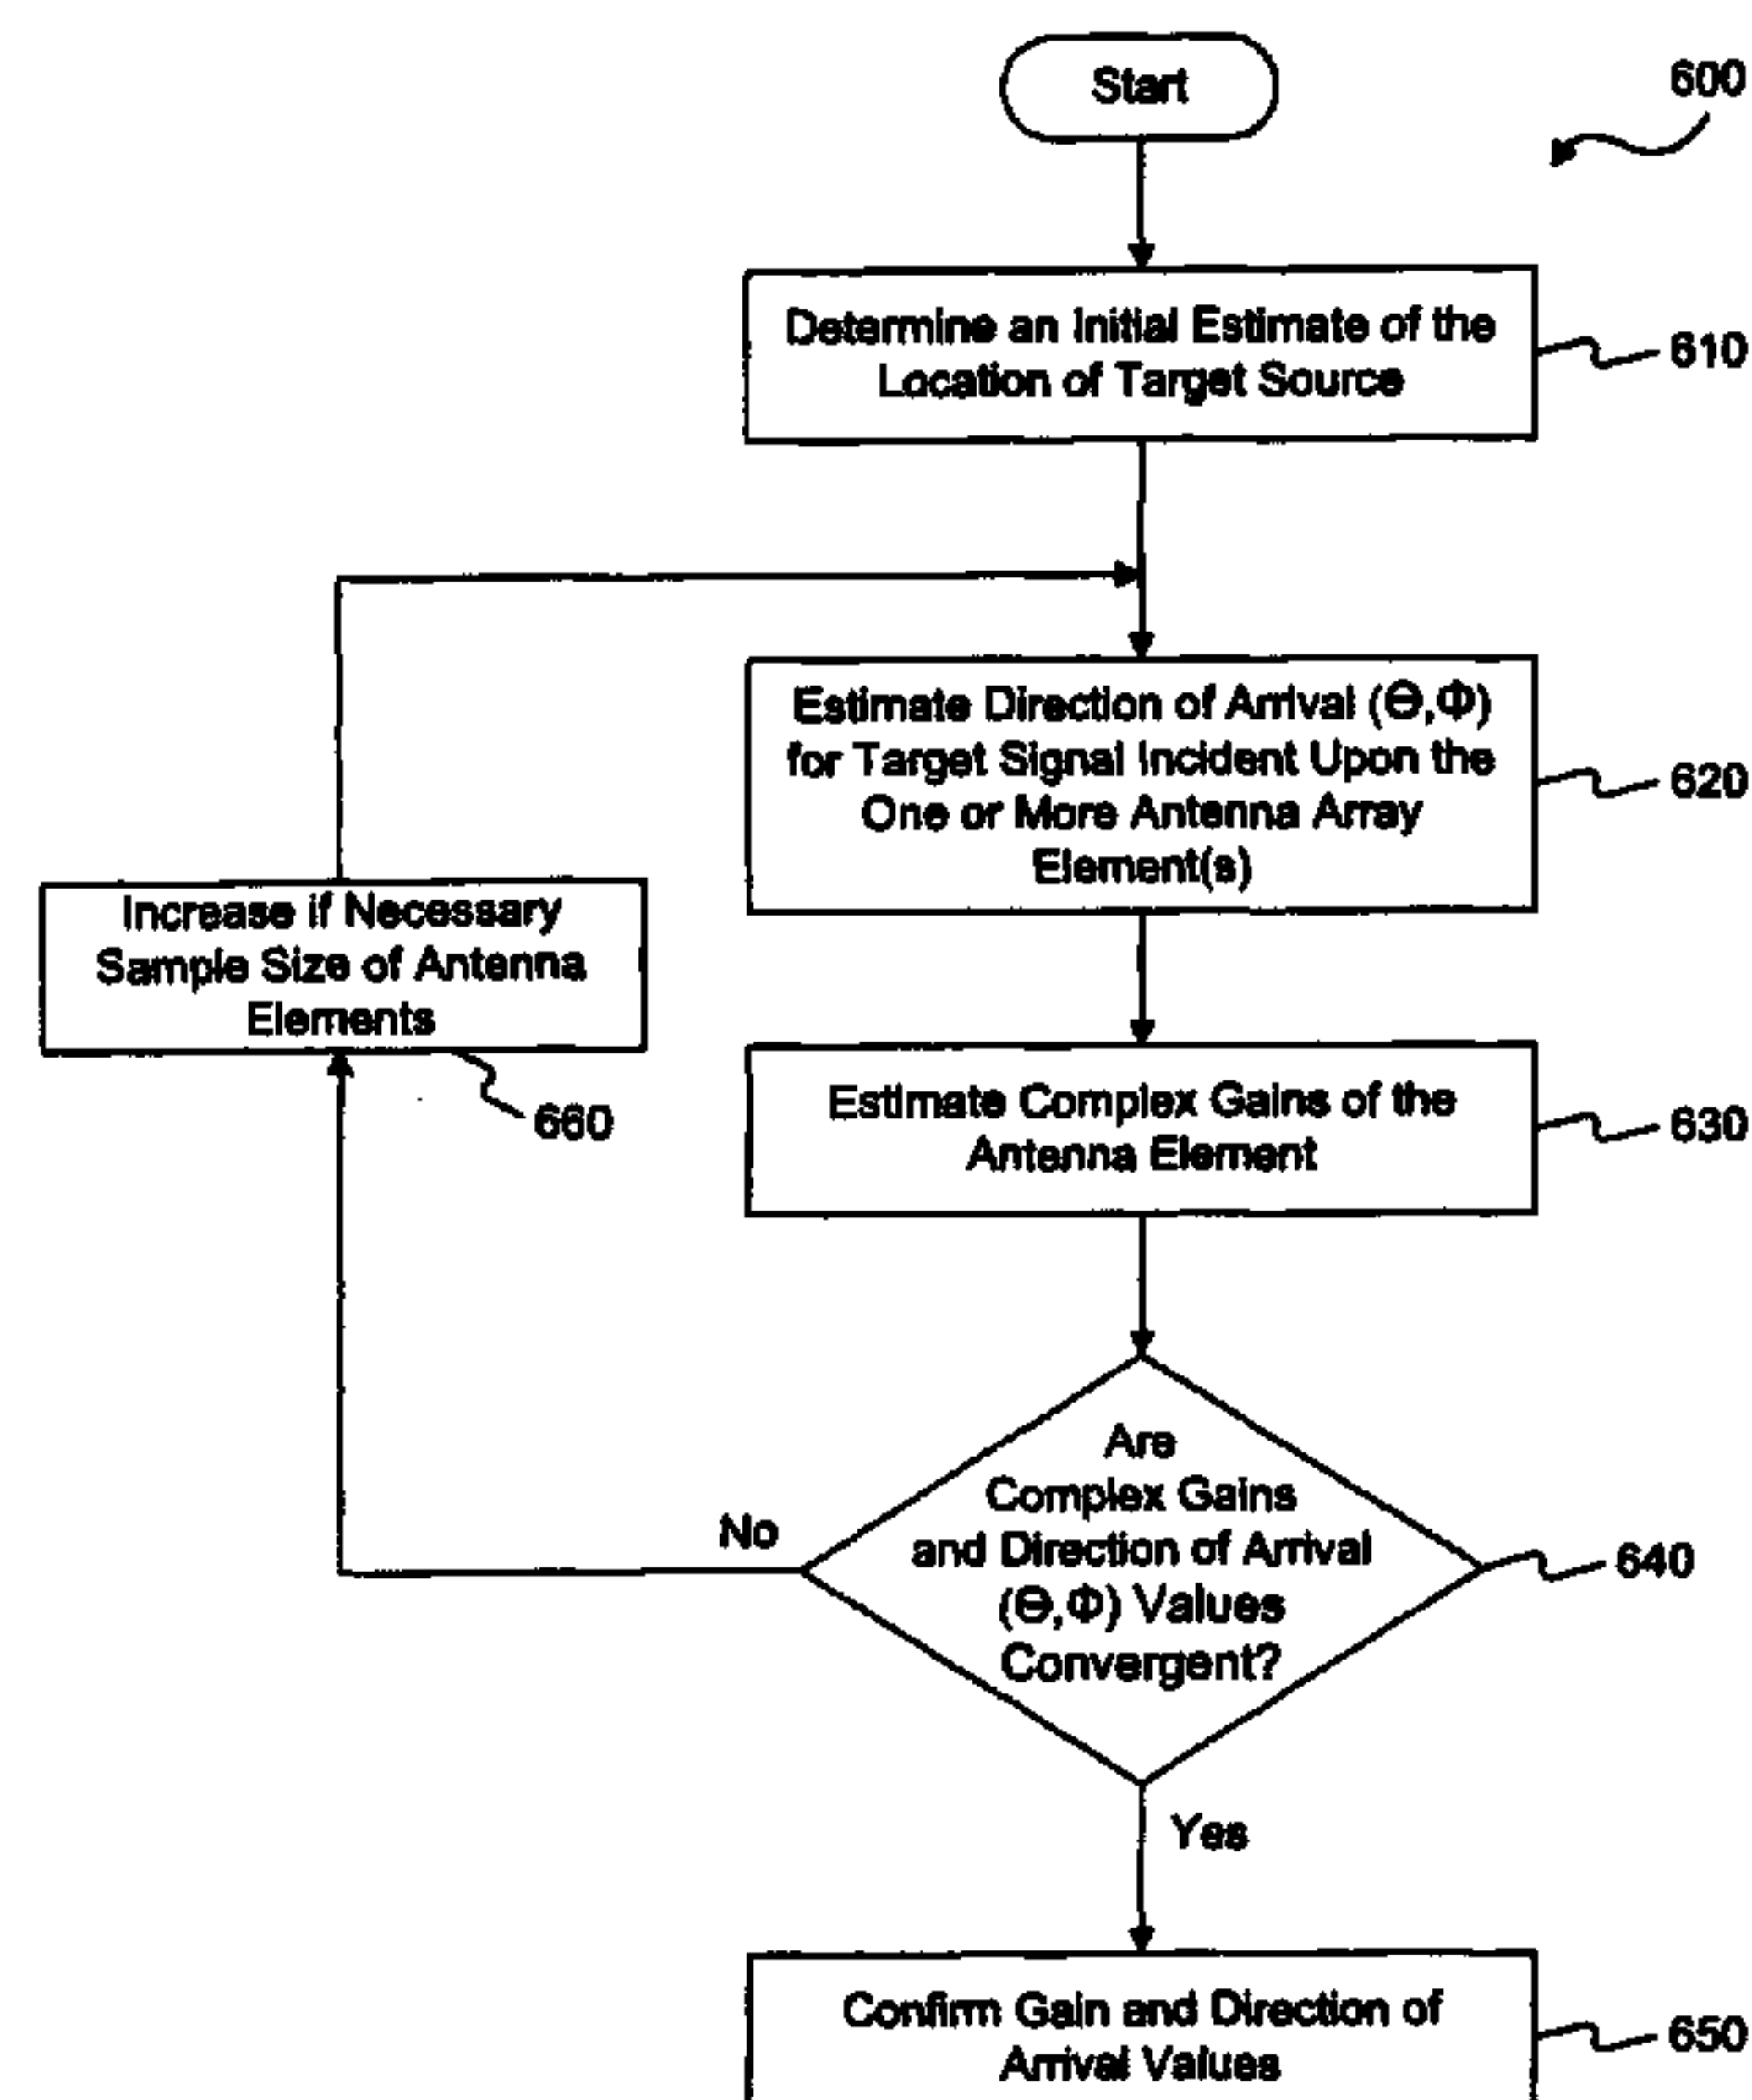 Start
600
Determine an Initial Estimate of the
Location of Target Source
610
Estimate Direction of Arrival (Θ,Φ)
for Target Signal Incident Upon the
One or More Antenna Array
Element(s)
620
Increase if Necessary
Sample Size of Antenna
Elements
660
Estimate Complex Gains of the
Antenna Element
630
Are
Complex Gains
and Direction of Arrival
(Θ,Φ) Values
Convergent?
640
No
Yes
Confirm Gain and Direction of
Arrival Values
650